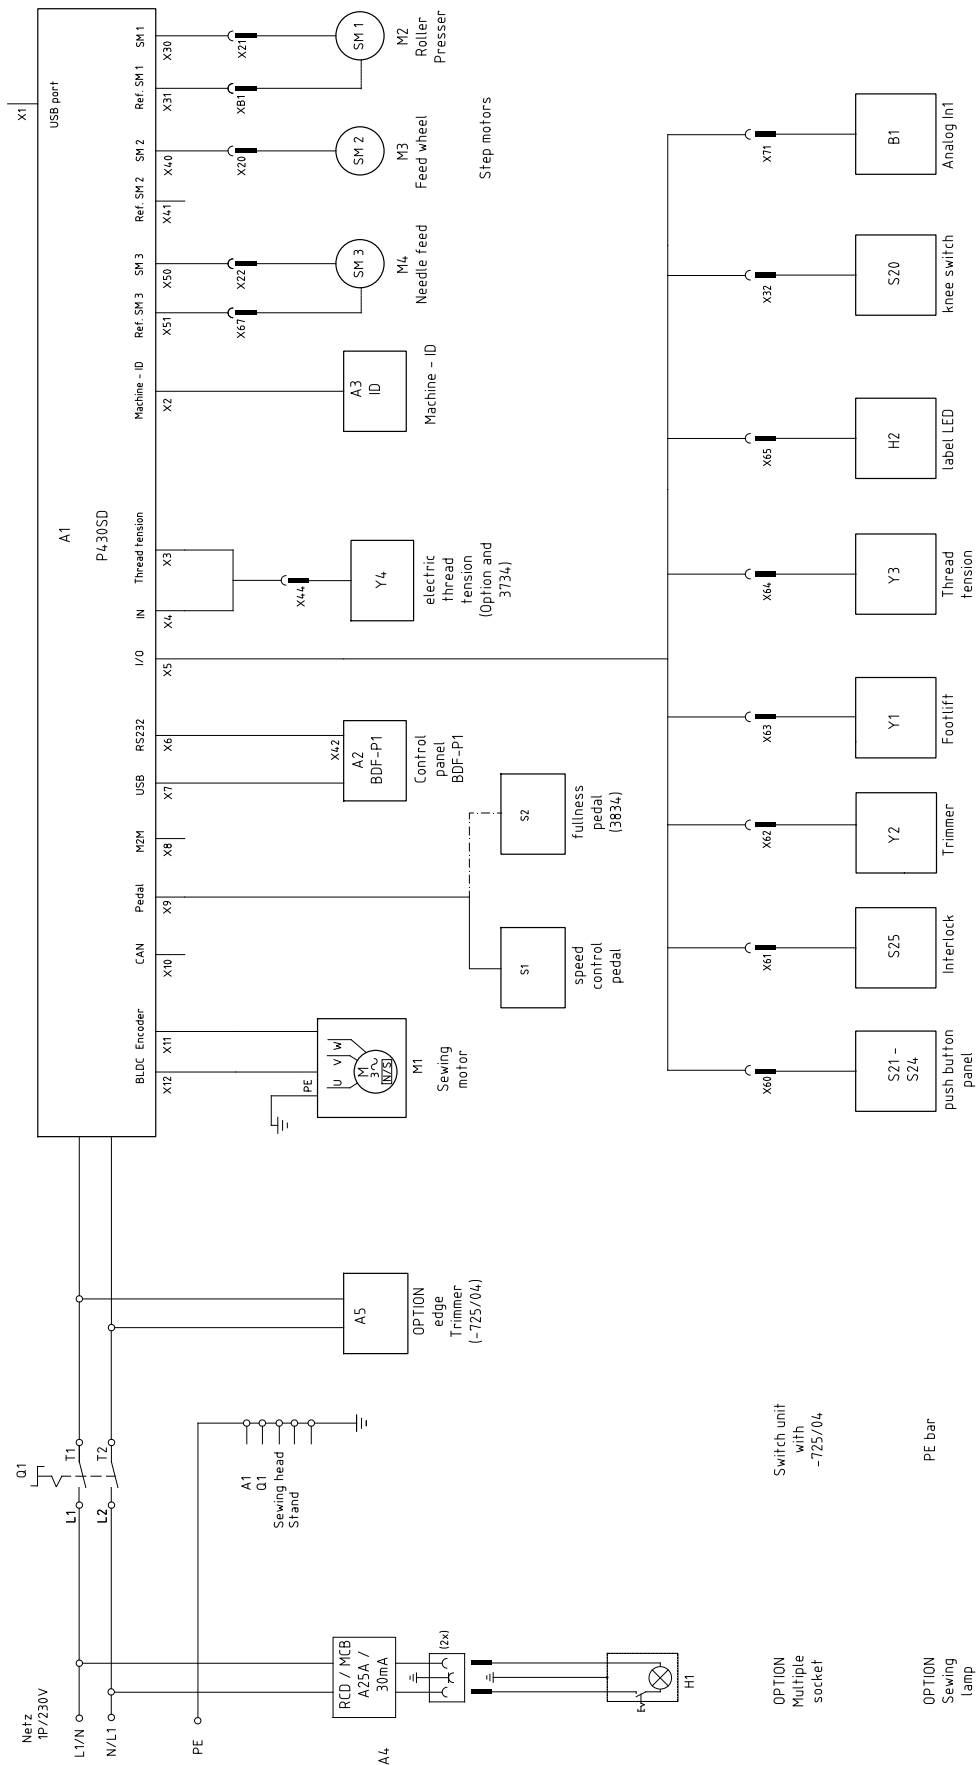 X1
USB port
A1
P430SD
SM 1
X30
X21
SM 1
M2
Roller
Presser
Ref. SM 1
X31
XB1
SM 2
X40
X20
SM 2
M3
Feed wheel
Step motors
Ref. SM 2
X41
SM 3
X50
X22
SM 3
M4
Needle feed
Ref. SM 3
X51
X67
Machine - ID
X2
A3
ID
Machine - ID
Thread tension
X3
IN
X4
X44
Y4
electric
thread
tension
(Option and
3734)
I/O
X5
RS232
X6
X42
A2
BDF-P1
Control
panel
BDF-P1
USB
X7
M2M
X8
Pedal
X9
S2
fullness
pedal
(3834)
S1
speed
control
pedal
CAN
X10
Encoder
X11
BLDC
X12
PE
U V W
M
3
N/S
M1
Sewing
motor
X71
B1
Analog In1
X32
S20
knee switch
X65
H2
label LED
X64
Y3
Thread
tension
X63
Y1
Footlift
X62
Y2
Trimmer
X61
S25
Interlock
X60
S21 -
S24
push button
panel
A5
OPTION
edge
Trimmer
(-725/04)
Q1
T1
T2
L1
L2
A1
Q1
Sewing head
Stand
Switch unit
with
-725/04
PE bar
Netz
1P/230V
L1/N
N/L1
PE
RCD / MCB
A25A /
30mA
A4
(2x)
H1
OPTION
Multiple
socket
OPTION
Sewing
lamp